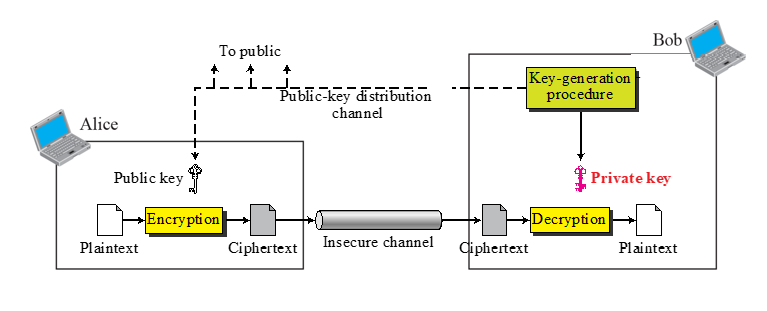 Bob
To public
Key-generation
procedure
Public-key distribution
channel
Alice
Public key
Private key
Encryption
Decryption
Plaintext
Ciphertext
Insecure channel
Ciphertext
Plaintext